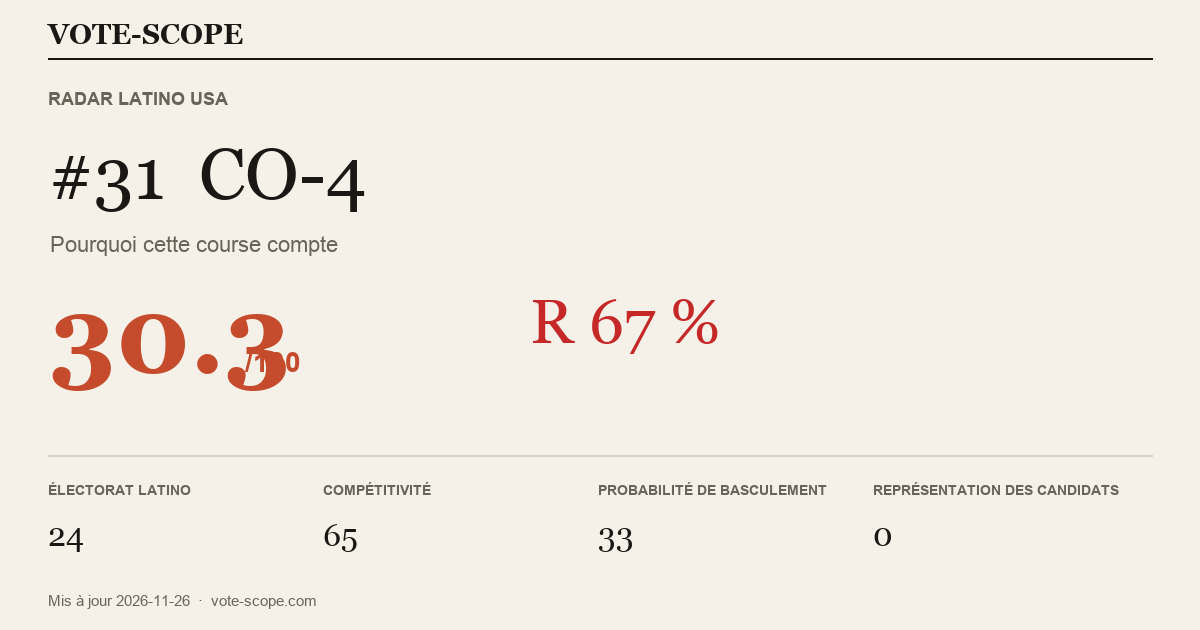 VOTE-SCOPE
RADAR LATINO USA
#31 CO-4
Pourquoi cette course compte
30.3 /100
R 67 %
ÉLECTORAT LATINO
24
COMPÉTITIVITÉ
65
PROBABILITÉ DE BASCULEMENT
33
REPRÉSENTATION DES CANDIDATS
0
Mis à jour 2026-11-26 · vote-scope.com